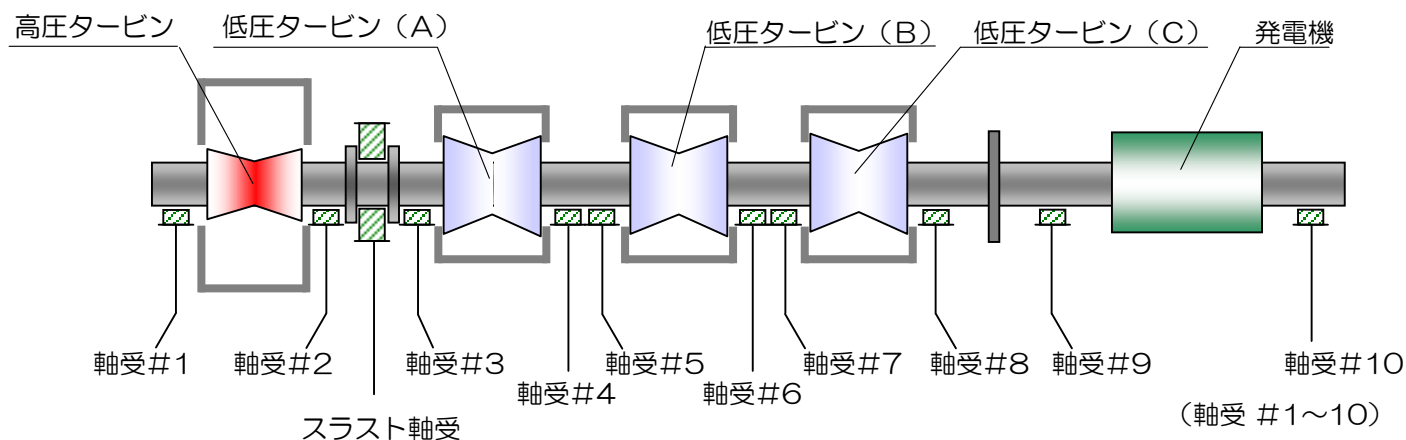 高圧タービン
低圧タービン（A）
低圧タービン（B）
低圧タービン（C）
発電機
軸受#1
軸受#2
軸受#3
軸受#4
軸受#5
軸受#6
軸受#7
軸受#8
軸受#9
軸受#10
スラスト軸受
（軸受 #1～10）